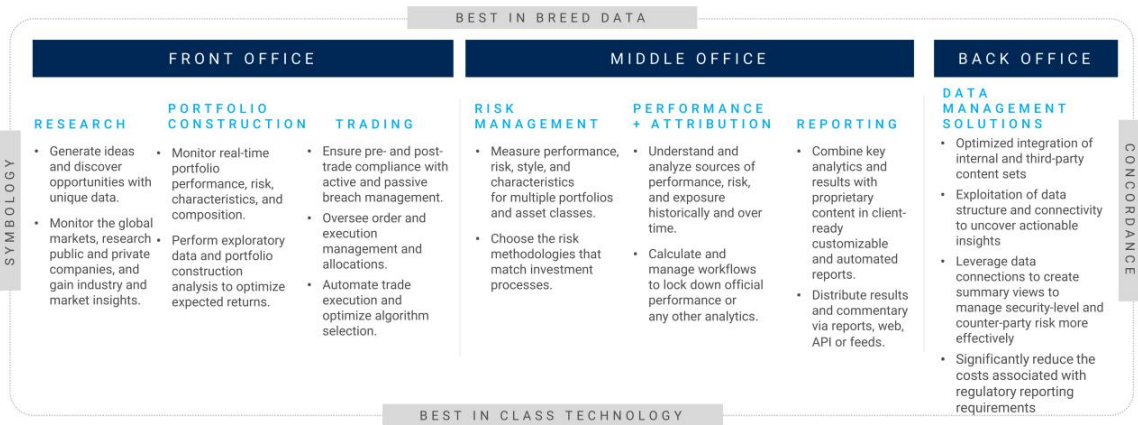 BEST IN BREED DATA
SYMBOLOGY
FRONT OFFICE
RESEARCH
• Generate ideas
and discover
opportunities with
unique data.
• Monitor the global
markets, research
public and private
companies, and
gain industry and
market insights.
PORTFOLIO
CONSTRUCTION
• Monitor real-time
portfolio
performance, risk,
characteristics, and
composition.
• Perform exploratory
data and portfolio
construction
analysis to optimize
expected returns.
TRADING
• Ensure pre- and post-
trade compliance with
active and passive
breach management.
• Oversee order and
execution
management and
allocations.
• Automate trade
execution and
optimize algorithm
selection.
MIDDLE OFFICE
RISK
MANAGEMENT
• Measure performance,
risk, style, and
characteristics
for multiple portfolios
and asset classes.
• Choose the risk
methodologies that
match investment
processes.
PERFORMANCE
+ ATTRIBUTION
• Understand and
analyze sources of
performance, risk,
and exposure
historically and over
time.
• Calculate and
manage workflows
to lock down official
performance or
any other analytics.
REPORTING
• Combine key
analytics and
results with
proprietary
content in client-
ready
customizable
and automated
reports.
• Distribute results
and commentary
via reports, web,
API or feeds.
BACK OFFICE
DATA
MANAGEMENT
SOLUTIONS
• Optimized integration of
internal and third-party
content sets
• Exploitation of data
structure and connectivity
to uncover actionable
insights
• Leverage data
connections to create
summary views to
manage security-level and
counter-party risk more
effectively
• Significantly reduce the
costs associated with
regulatory reporting
requirements
CONCORDANCE
BEST IN CLASS TECHNOLOGY